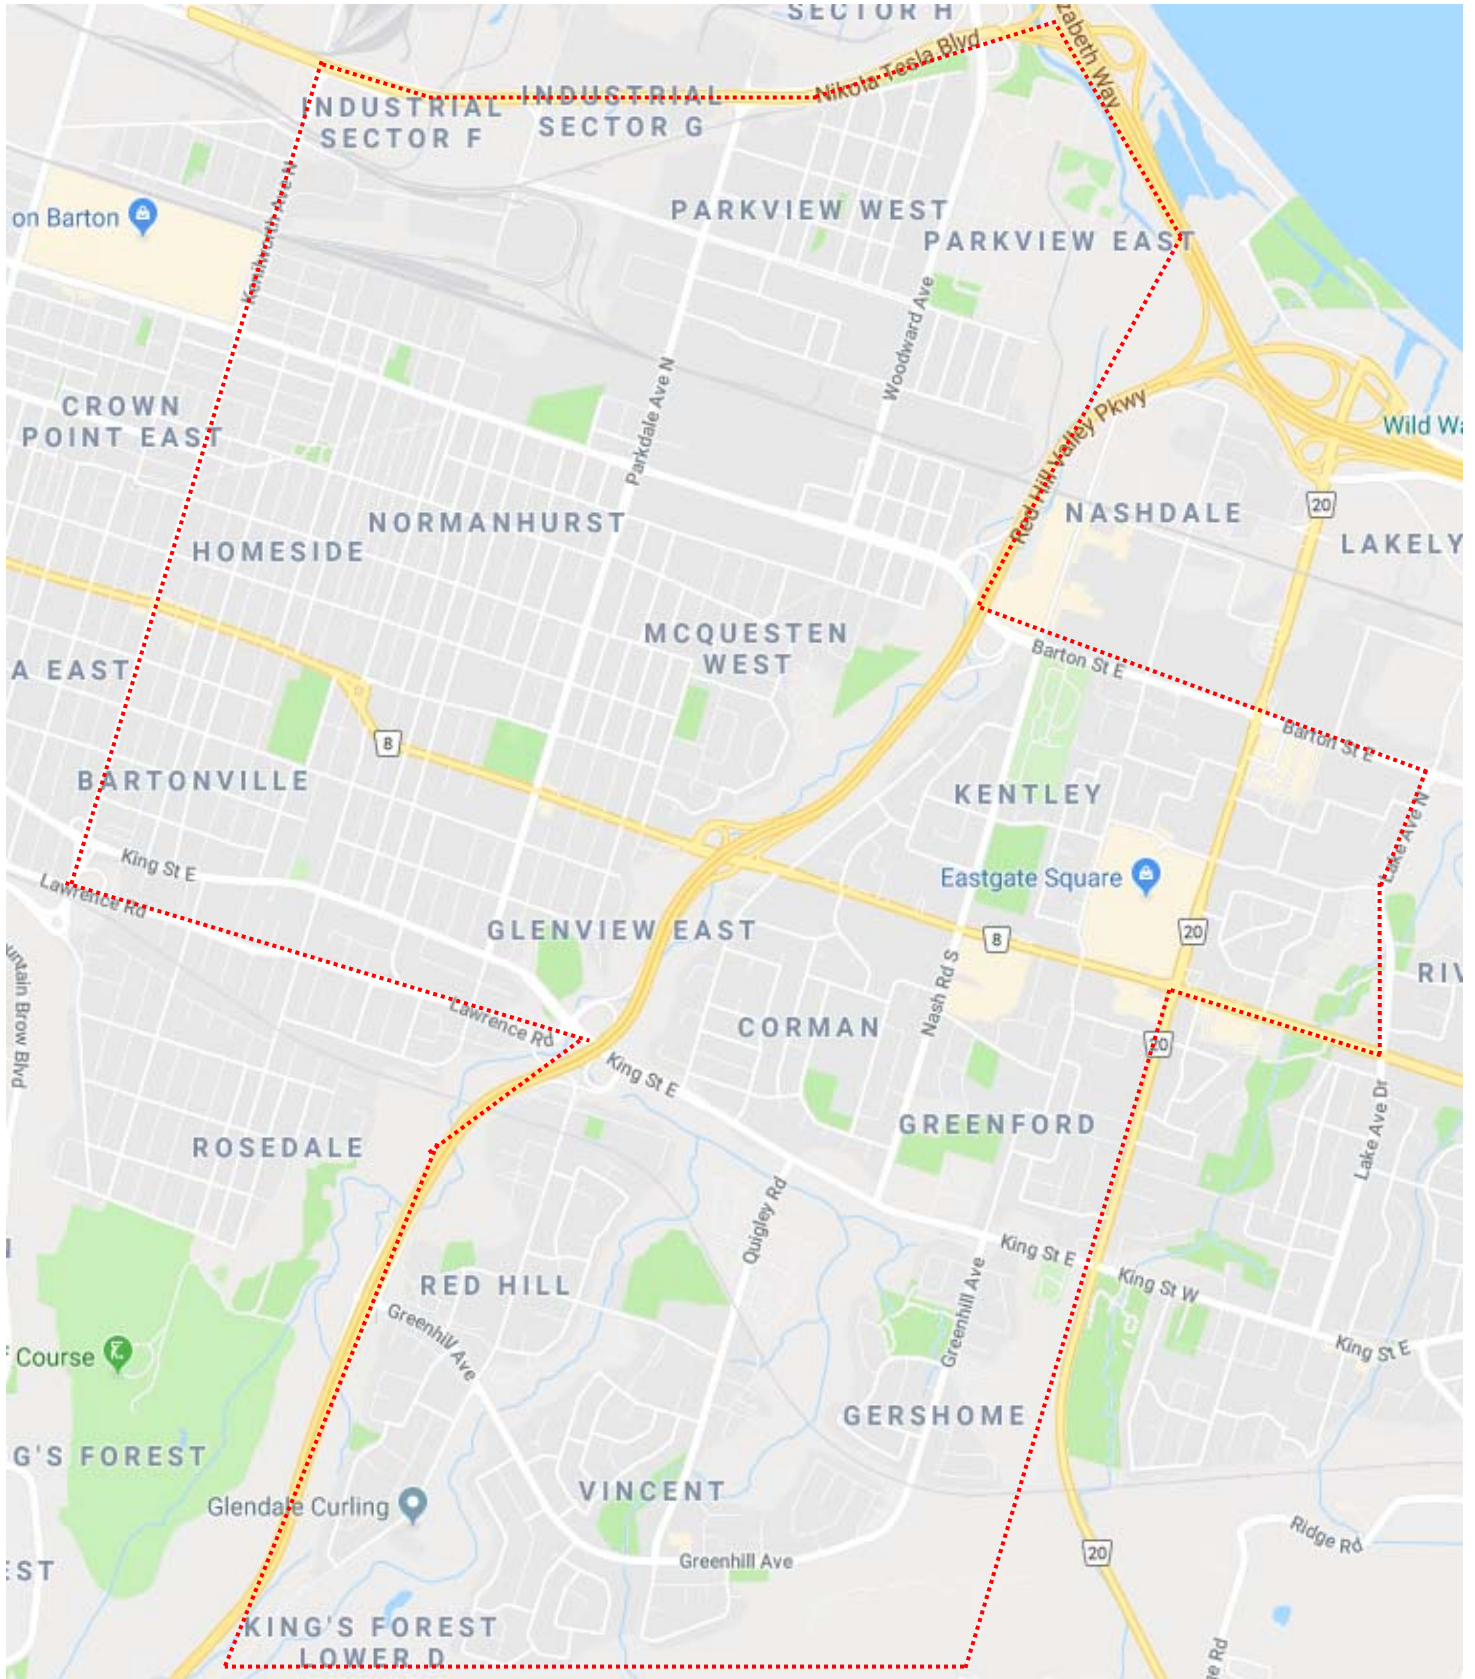 SECTOR H
Elizabeth Way
Nikola Tesla Blvd
INDUSTRIAL
SECTOR F
INDUSTRIAL
SECTOR G
on Barton
Kenilworth Ave N
PARKVIEW WEST
PARKVIEW EAST
Woodward Ave
Parkdale Ave N
CROWN
POINT EAST
Red Hill Valley Pkwy
Wild Wa
20
NASHDALE
LAKELY
NORMANHURST
HOMESIDE
MCQUESTEN
WEST
Barton St E
A EAST
8
Barton St E
BARTONVILLE
KENTLEY
Lake Ave N
King St E
Lawrence Rd
Eastgate Square
GLENVIEW EAST
8
20
RIV
untain Brow Blvd
Nash Rd S
Lawrence Rd
CORMAN
20
King St E
GREENFORD
Lake Ave Dr
ROSEDALE
Quigley Rd
King St E
King St W
RED HILL
Greenhill Ave
Greenhill Ave
King St E
Course
GERSHOME
G'S FOREST
VINCENT
Glendale Curling
Ridge Rd
20
Greenhill Ave
EST
KING'S FOREST
LOWER D
ge Rd